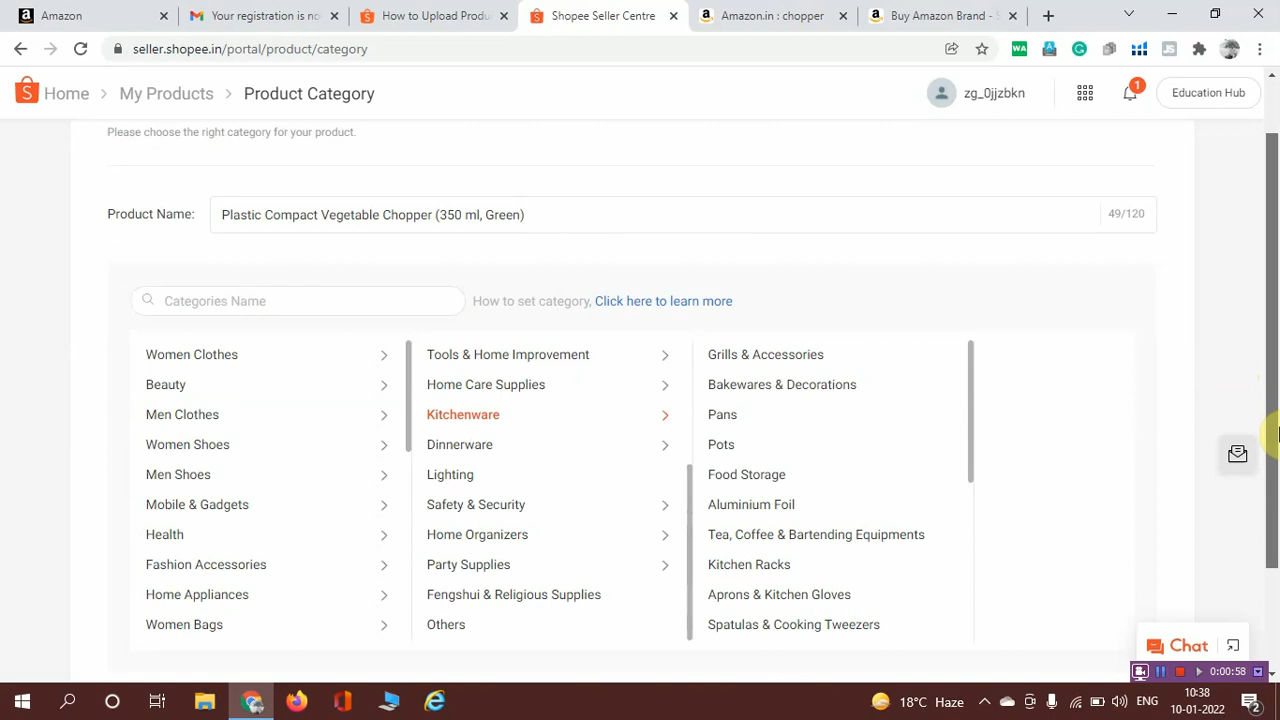 Amazon
Your registration is no
How to Upload Produ
Shopee Seller Centre
Amazon.in : chopper
Buy Amazon Brand - S
seller.shopee.in/portal/product/category
WA
JS
Home > My Products > Product Category
zg_0jjzbkn
1
Education Hub
Please choose the right category for your product.
Product Name:
Plastic Compact Vegetable Chopper (350 ml, Green)
49/120
Categories Name
How to set category, Click here to learn more
Women Clothes
Beauty
Men Clothes
Women Shoes
Men Shoes
Mobile & Gadgets
Health
Fashion Accessories
Home Appliances
Women Bags
Tools & Home Improvement
Home Care Supplies
Kitchenware
Dinnerware
Lighting
Safety & Security
Home Organizers
Party Supplies
Fengshui & Religious Supplies
Others
Grills & Accessories
Bakewares & Decorations
Pans
Pots
Food Storage
Aluminium Foil
Tea, Coffee & Bartending Equipments
Kitchen Racks
Aprons & Kitchen Gloves
Spatulas & Cooking Tweezers
Chat
0:00:58
18°C Haze
ENG
10:38
10-01-2022
2